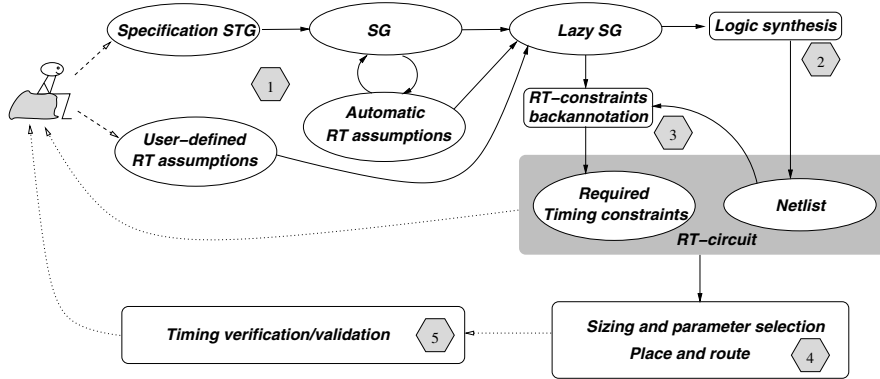 Specification STG
SG
Lazy SG
Logic synthesis
2
1
Automatic
RT assumptions
RT−constraints
backannotation
3
User−defined
RT assumptions
Required
Timing constraints
Netlist
RT−circuit
Timing verification/validation
5
Sizing and parameter selection
Place and route
4